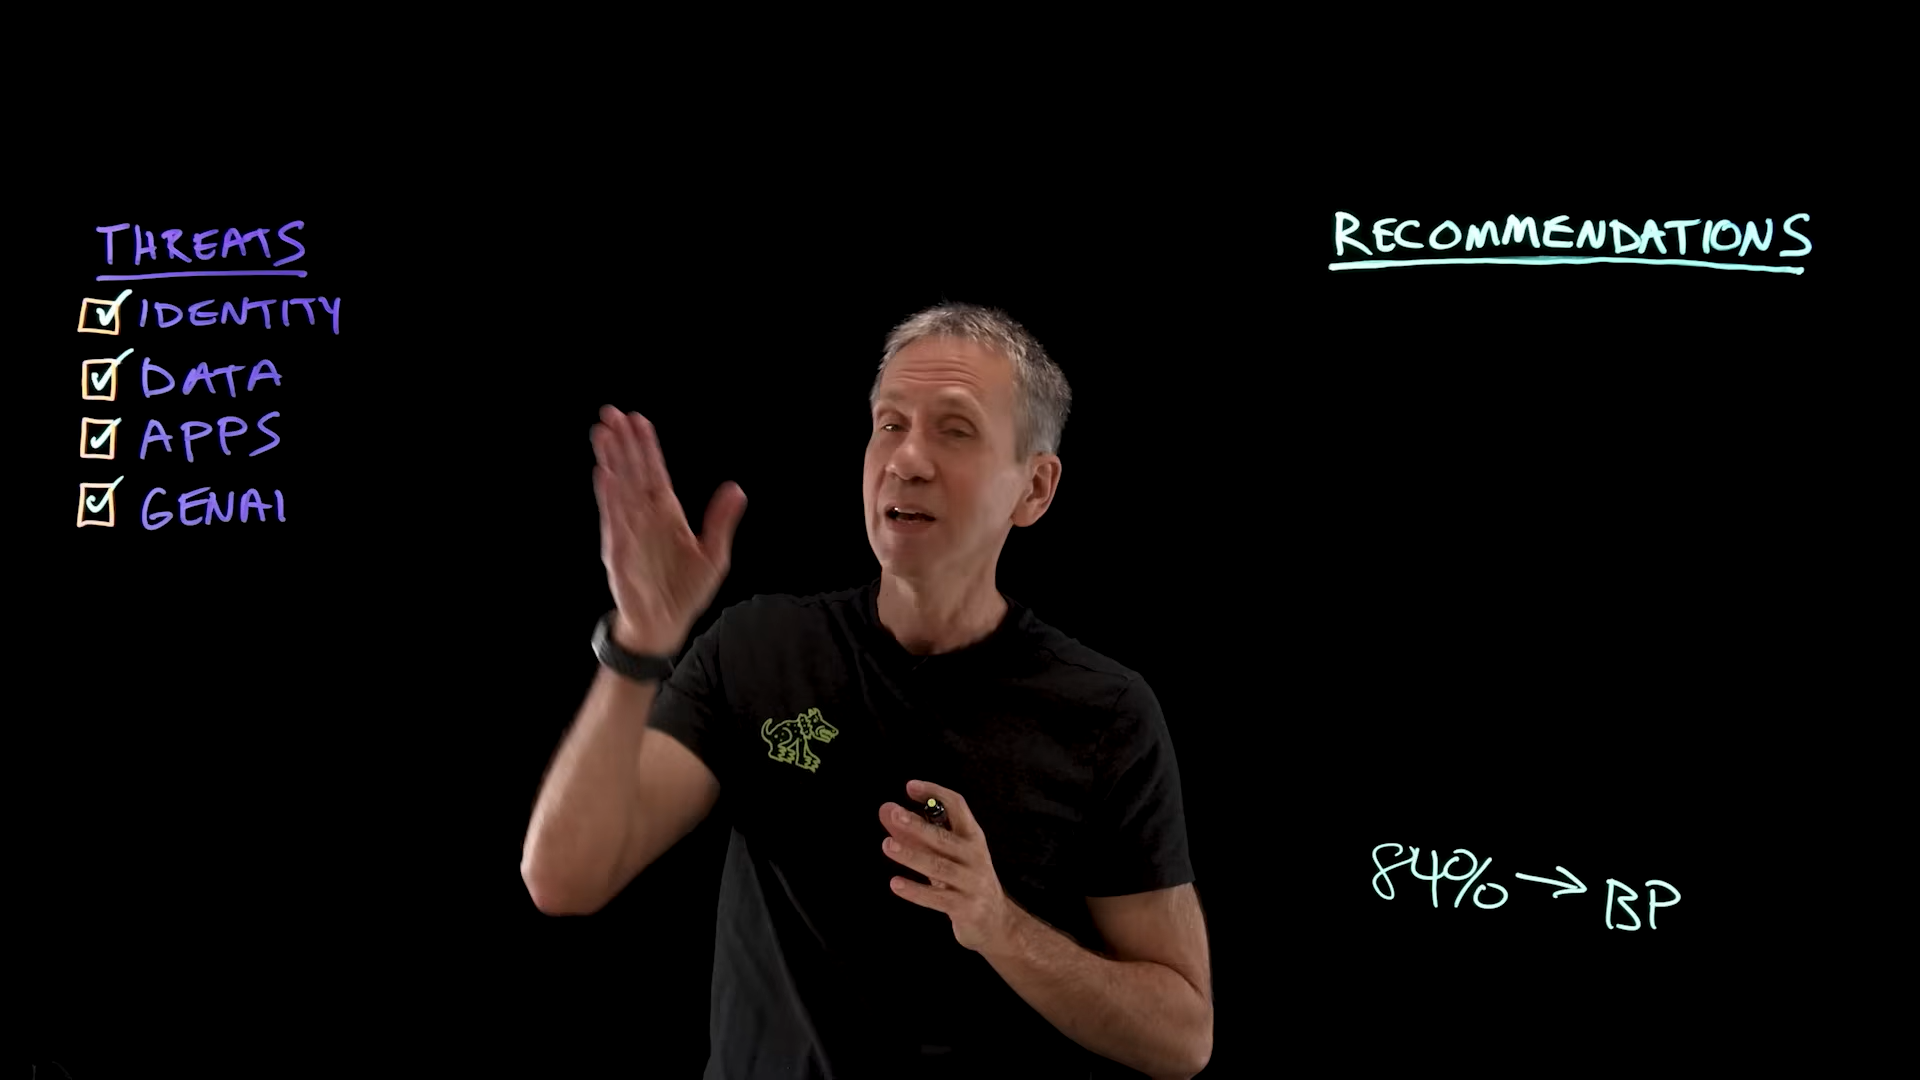 THREATS
IDENTITY
DATA
APPS
GENAI
RECOMMENDATIONS
84% → BP